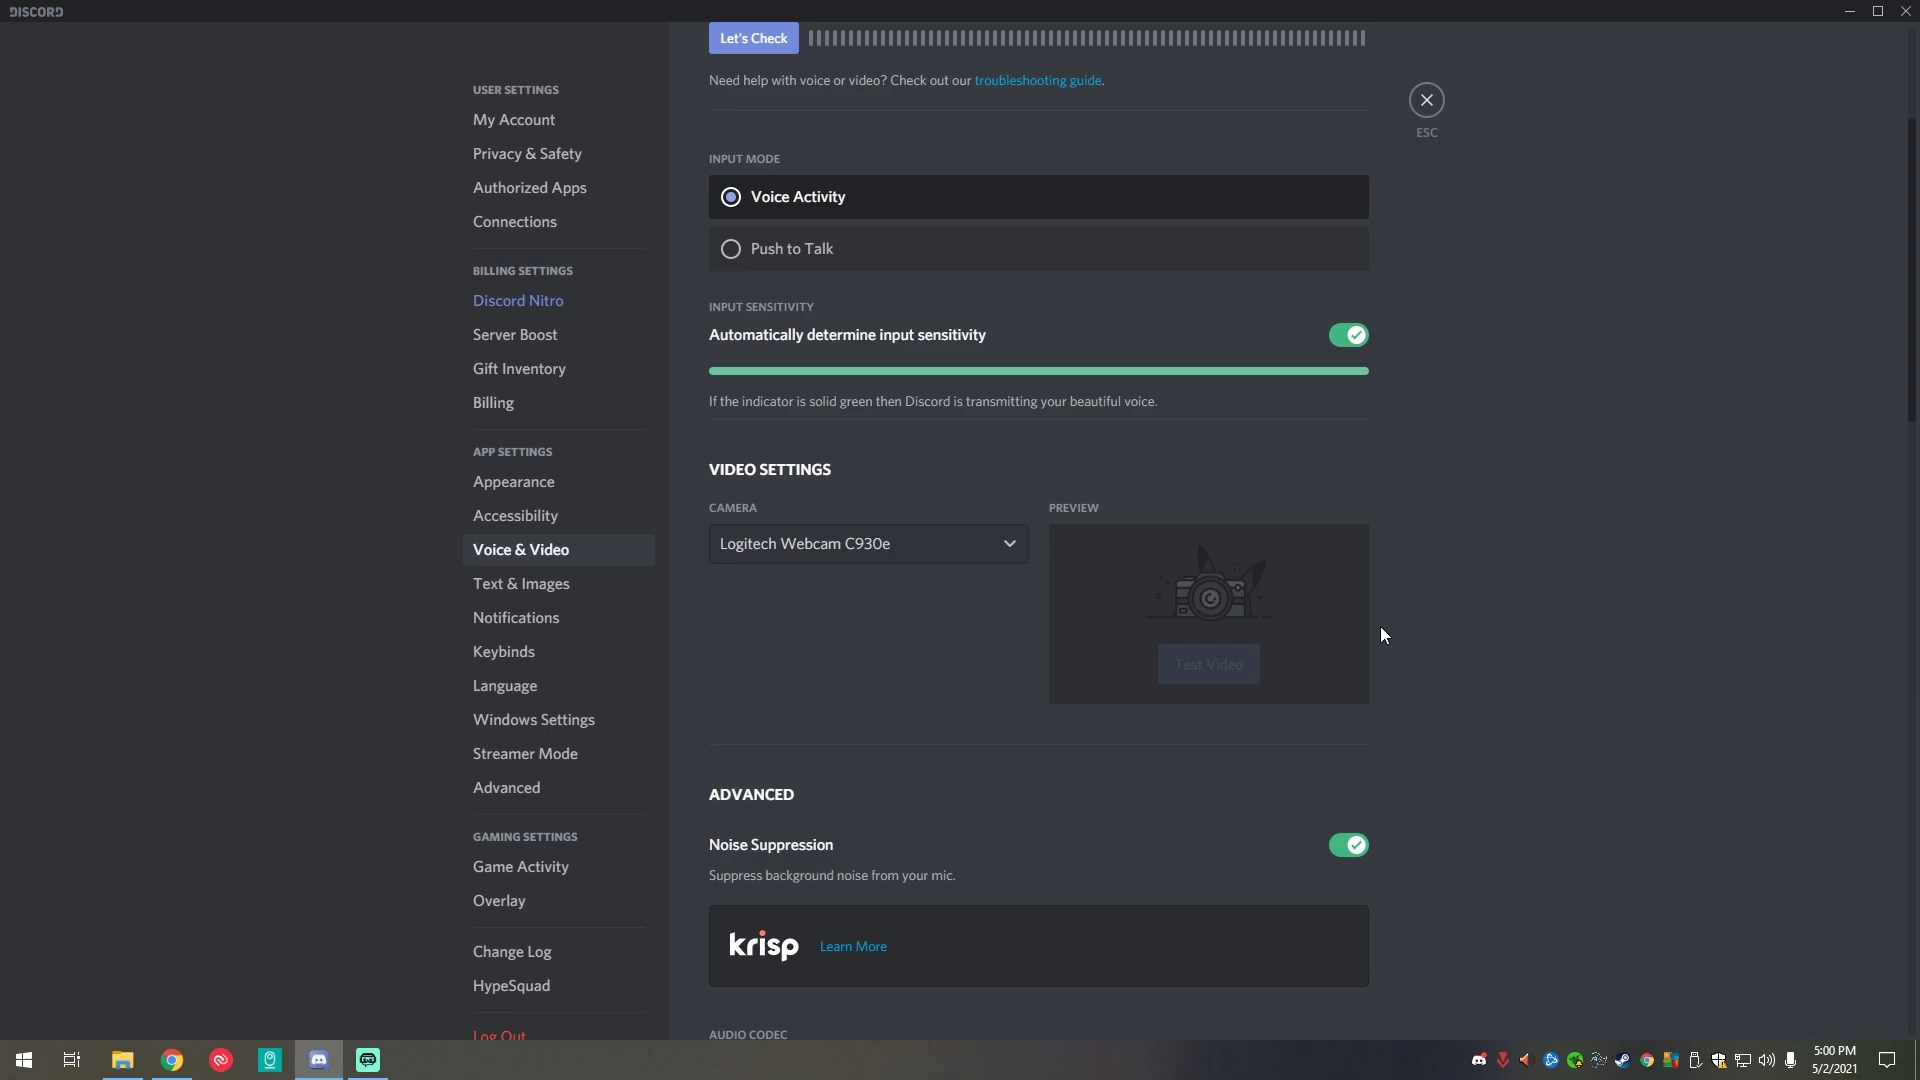 DISCORD
Let's Check
Need help with voice or video? Check out our troubleshooting guide.
ESC
USER SETTINGS
My Account
Privacy & Safety
Authorized Apps
Connections
BILLING SETTINGS
Discord Nitro
Server Boost
Gift Inventory
Billing
APP SETTINGS
Appearance
Accessibility
Voice & Video
Text & Images
Notifications
Keybinds
Language
Windows Settings
Streamer Mode
Advanced
GAMING SETTINGS
Game Activity
Overlay
Change Log
HypeSquad
Log Out
INPUT MODE
Voice Activity
Push to Talk
INPUT SENSITIVITY
Automatically determine input sensitivity
If the indicator is solid green then Discord is transmitting your beautiful voice.
VIDEO SETTINGS
CAMERA
Logitech Webcam C930e
PREVIEW
Test Video
ADVANCED
Noise Suppression
Suppress background noise from your mic.
krisp Learn More
AUDIO CODEC
5:00 PM
5/2/2021